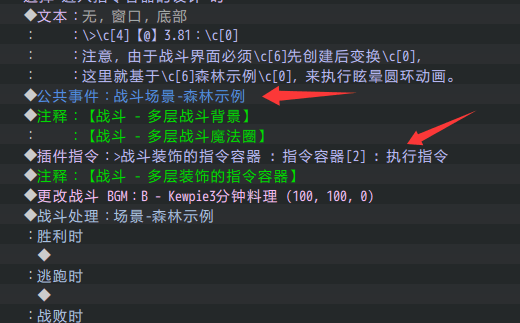 ◆文本：无, 窗口, 底部
：　　：\>\c[4]【@】3.81：\c[0]
：　　：注意, 由于战斗界面必须\c[6]先创建后变换\c[0],
：　　：这里就基于\c[6]森林示例\c[0], 来执行眩晕圆环动画。
◆公共事件：战斗场景-森林示例
◆注释：【战斗 - 多层战斗背景】
：　　：【战斗 - 多层战斗魔法圈】
◆插件指令：>战斗装饰的指令容器 : 指令容器[2] : 执行指令
◆注释：【战斗 - 多层装饰的指令容器】
◆更改战斗 BGM：B - Kewpie3分钟料理 (100, 100, 0)
◆战斗处理：场景-森林示例
：胜利时
　◆
：逃跑时
　◆
：战败时